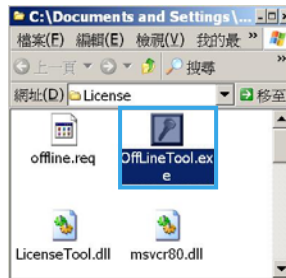 C:\Documents and Settings\...
檔案(F) 編輯(E) 檢視(V) 我的最 »
上一頁 搜尋 »
網址(D) License 移至
offline.req
OffLineTool.ex
e
LicenseTool.dll
msvcr80.dll